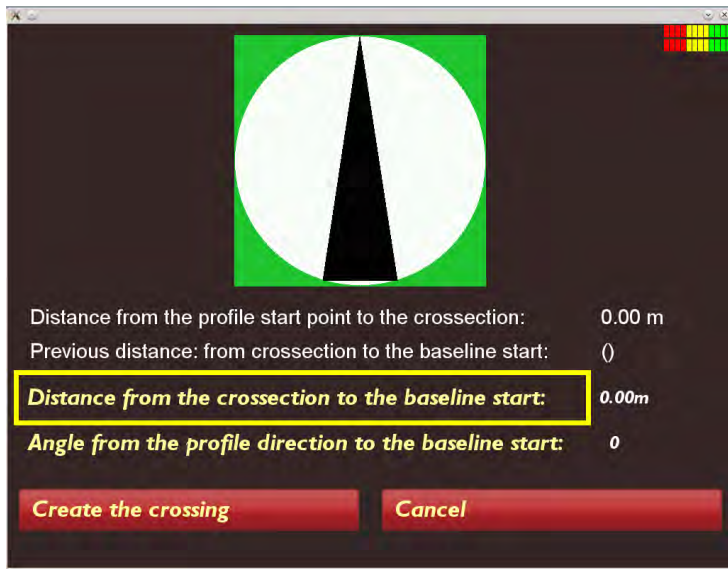 Distance from the profile start point to the crossection: 0.00 m
Previous distance: from crossection to the baseline start: ()
Distance from the crossection to the baseline start: 0.00m
Angle from the profile direction to the baseline start: 0
Create the crossing Cancel